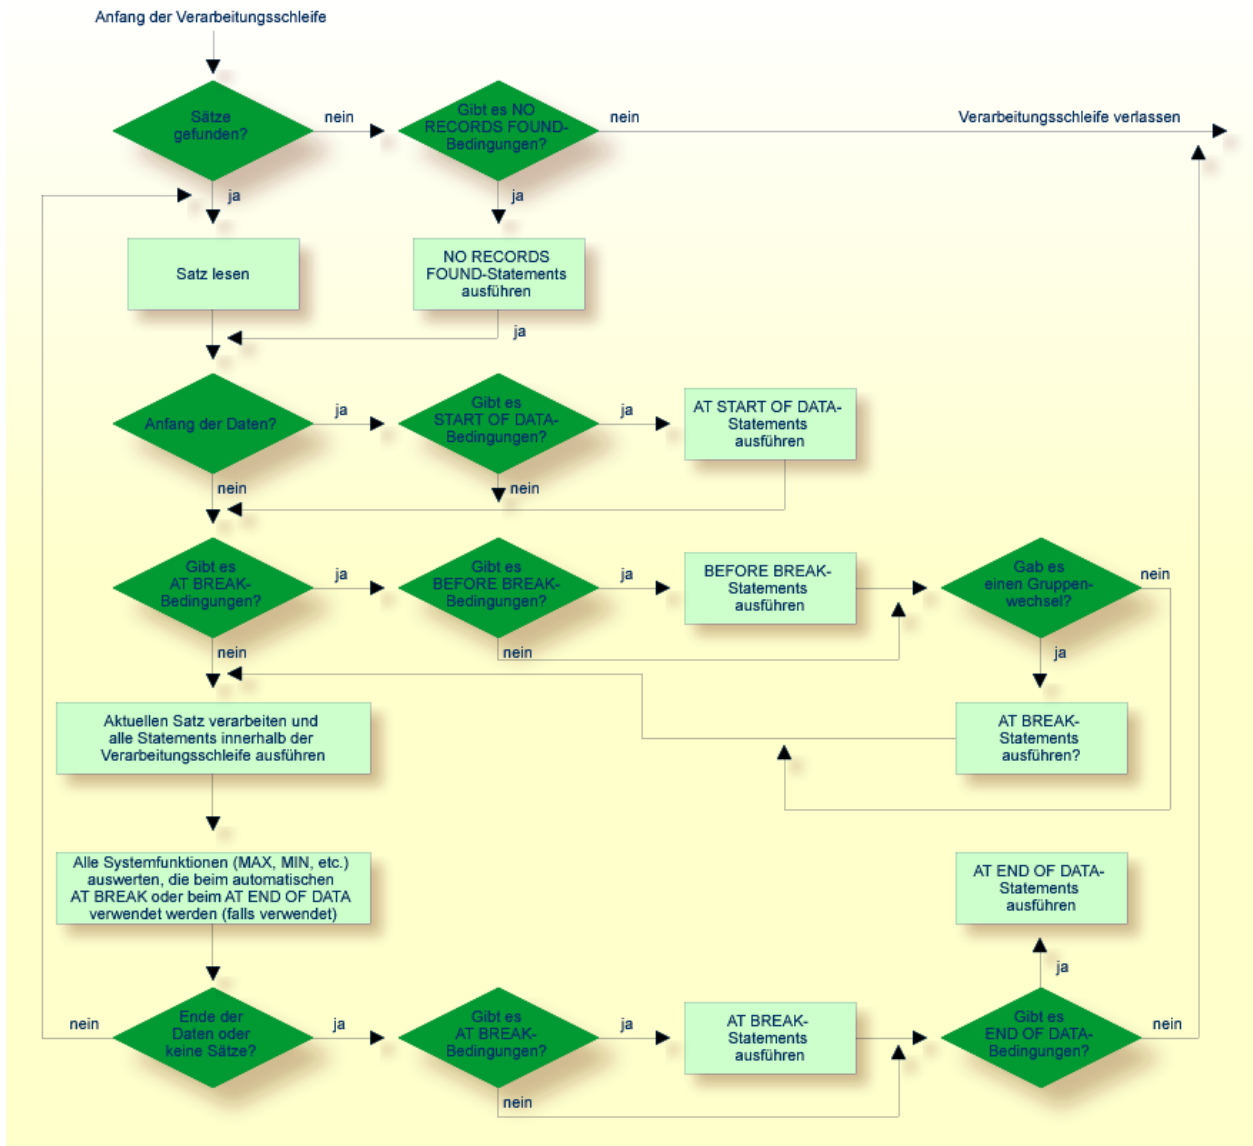 Anfang der Verarbeitungsschleife
Sätze
gefunden?
nein
Gibt es NO
RECORDS FOUND-
Bedingungen?
nein
Verarbeitungsschleife verlassen
ja
ja
Satz lesen
NO RECORDS
FOUND-Statements
ausführen
ja
Anfang der Daten?
ja
Gibt es
START OF DATA-
Bedingungen?
ja
AT START OF DATA-
Statements
ausführen
nein
nein
Gibt es
AT BREAK-
Bedingungen?
ja
Gibt es
BEFORE BREAK-
Bedingungen?
ja
BEFORE BREAK-
Statements
ausführen
Gab es
einen Gruppen-
wechsel?
nein
nein
nein
ja
Aktuellen Satz verarbeiten und
alle Statements innerhalb der
Verarbeitungsschleife ausführen
AT BREAK-
Statements
ausführen?
Alle Systemfunktionen (MAX, MIN, etc.)
auswerten, die beim automatischen
AT BREAK oder beim AT END OF DATA
verwendet werden (falls verwendet)
AT END OF DATA-
Statements
ausführen
ja
nein
Ende der
Daten oder
keine Sätze?
ja
Gibt es
AT BREAK-
Bedingungen?
ja
AT BREAK-
Statements
ausführen
Gibt es
END OF DATA-
Bedingungen?
nein
nein